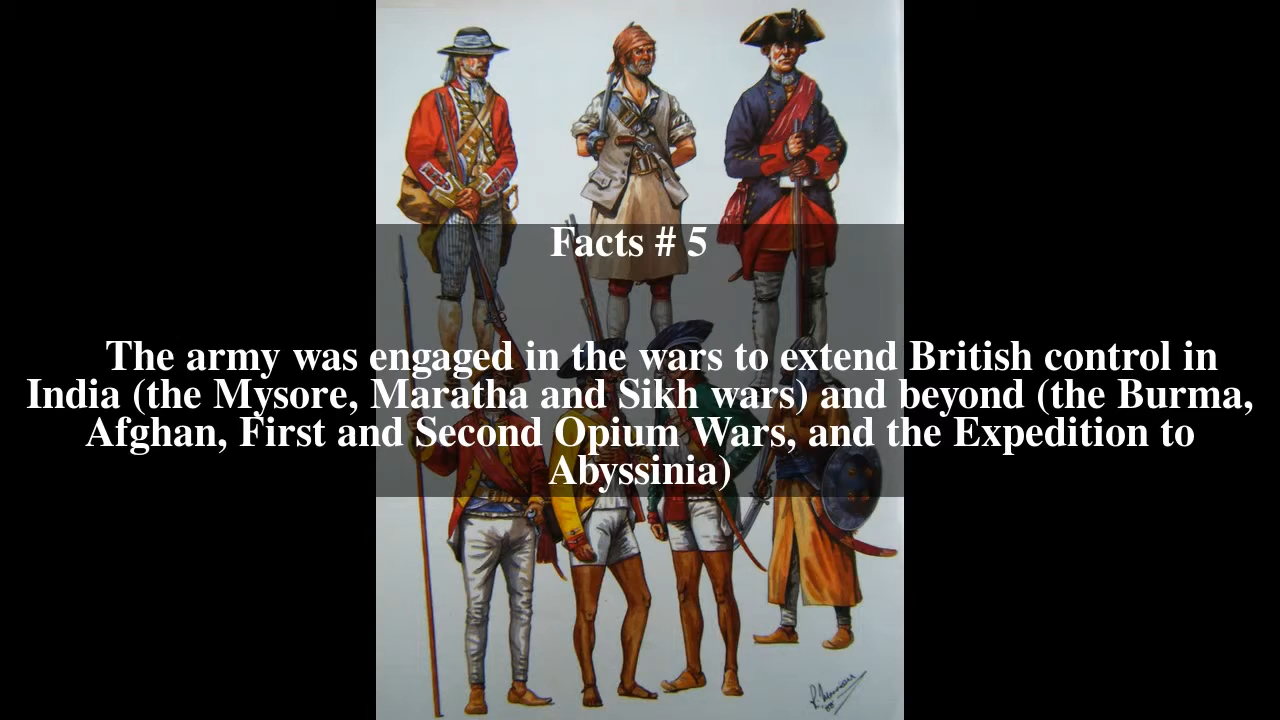 Facts # 5
The army was engaged in the wars to extend British control in
India (the Mysore, Maratha and Sikh wars) and beyond (the Burma,
Afghan, First and Second Opium Wars, and the Expedition to
Abyssinia)